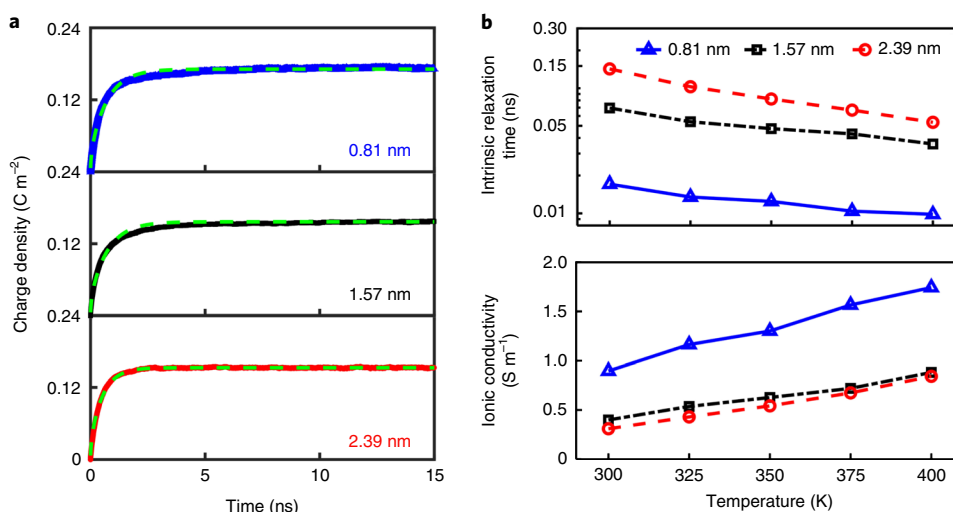 a
Charge density (C m⁻²)
0.24
0.12
0.81 nm
0.24
0.12
1.57 nm
0.24
0.12
2.39 nm
0
0
5
10
15
Time (ns)
b
Intrinsic relaxation
time (ns)
0.30
0.15
0.05
0.01
0.81 nm 1.57 nm 2.39 nm
Ionic conductivity
(S m⁻¹)
2.0
1.5
1.0
0.5
0
300 325 350 375 400
Temperature (K)